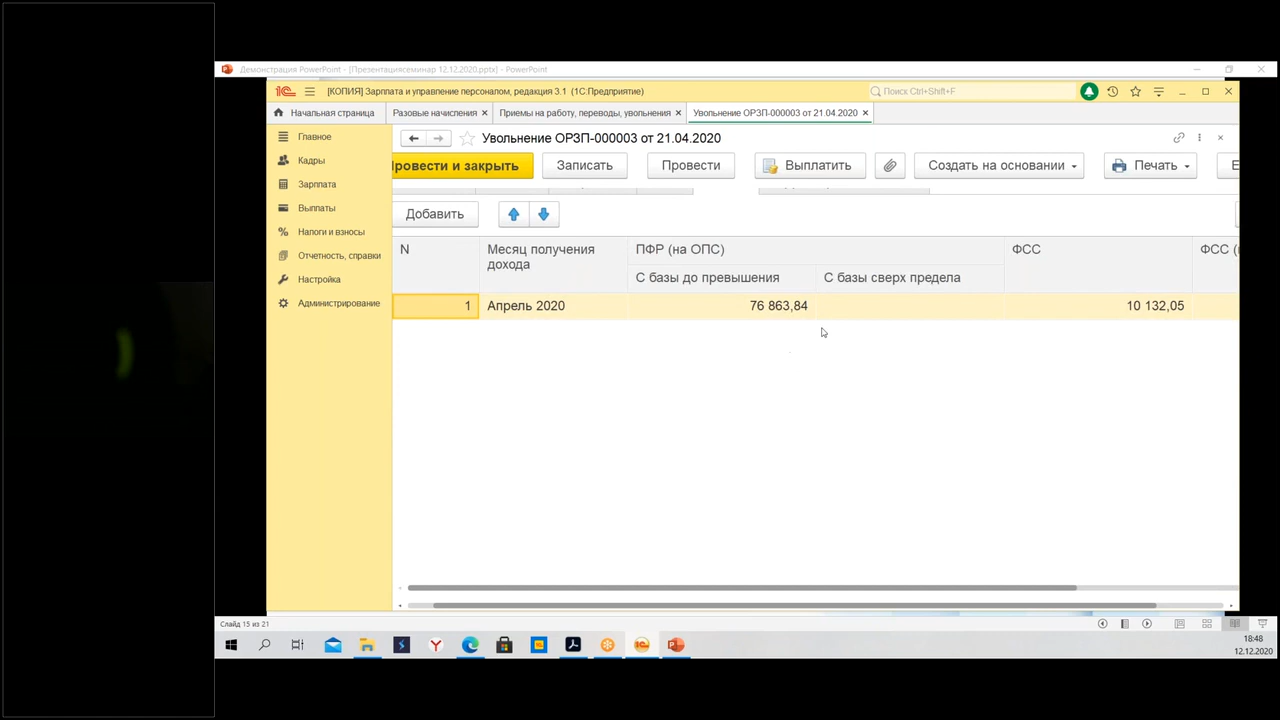 Демонстрация PowerPoint - [Презентациясеминар 12.12.2020.pptx] - PowerPoint
[КОПИЯ] Зарплата и управление персоналом, редакция 3.1 (1С:Предприятие)
Поиск Ctrl+Shift+F
Начальная страница
Разовые начисления
Приемы на работу, переводы, увольнения
Увольнение ОРЗП-000003 от 21.04.2020
Главное
Кадры
Зарплата
Выплаты
Налоги и взносы
Отчетность, справки
Настройка
Администрирование
Увольнение ОРЗП-000003 от 21.04.2020
Провести и закрыть
Записать
Провести
Выплатить
Создать на основании
Печать
Е
Добавить
N
Месяц получения дохода
ПФР (на ОПС)
ФСС
ФСС (
С базы до превышения
С базы сверх предела
1
Апрель 2020
76 863,84
10 132,05
Слайд 15 из 21
18:48
12.12.2020